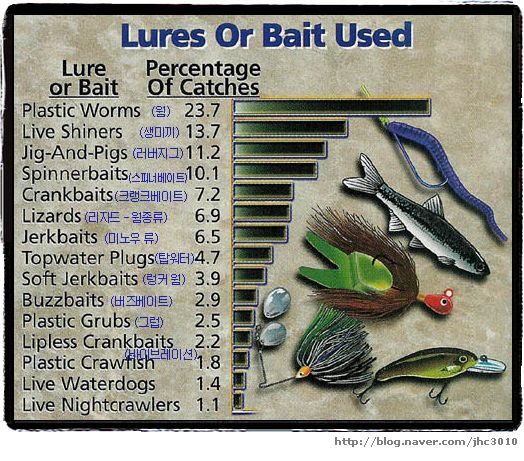 Lures Or Bait Used
Lure or Bait
Percentage Of Catches
Plastic Worms (웜) 23.7
Live Shiners (생미끼) 13.7
Jig-And-Pigs (러버지그) 11.2
Spinnerbaits (스피너베이트) 10.1
Crankbaits (크랭크베이트) 7.2
Lizards (리자드-웜종류) 6.9
Jerkbaits (미노우 류) 6.5
Topwater Plugs (탑워터) 4.7
Soft Jerkbaits (텅커웜) 3.9
Buzzbaits (버즈베이트) 2.9
Plastic Grubs (그럽) 2.5
Lipless Crankbaits 2.2
(바이브레이션)
Plastic Crawfish 1.8
Live Waterdogs 1.4
Live Nightcrawlers 1.1
http://blog.naver.com/jhc3010